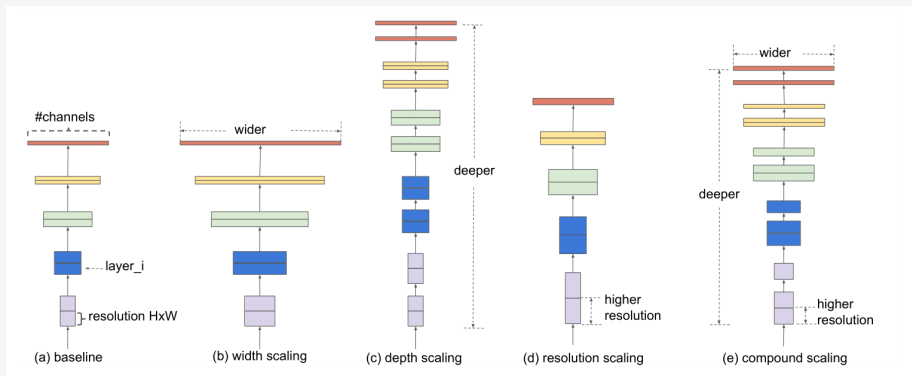 #channels
layer_i
resolution HxW
(a) baseline
wider
(b) width scaling
deeper
(c) depth scaling
higher
resolution
(d) resolution scaling
wider
deeper
higher
resolution
(e) compound scaling